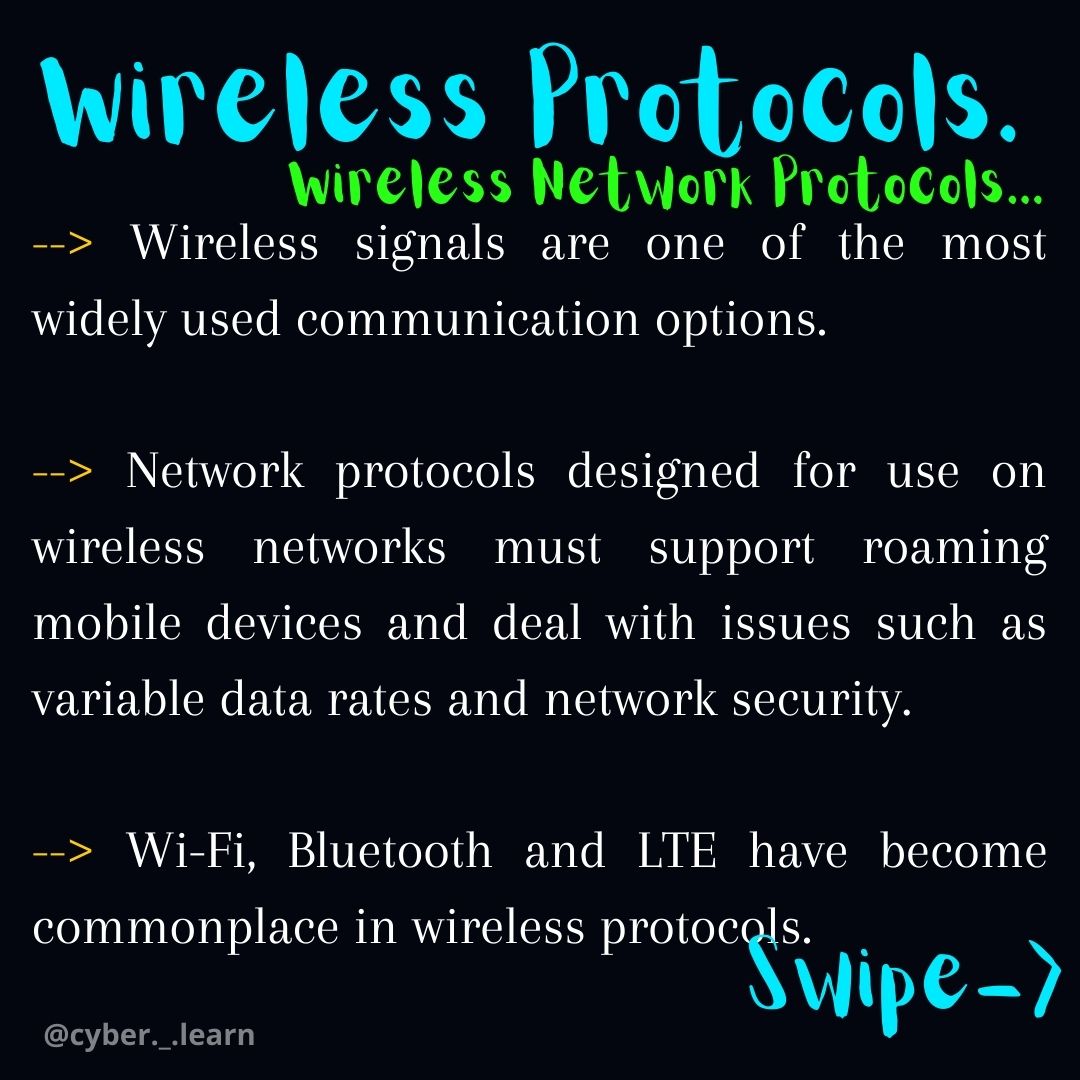 Wireless Protocols.
Wireless Network Protocols...
--> Wireless signals are one of the most
widely used communication options.
--> Network protocols designed for use on
wireless networks must support roaming
mobile devices and deal with issues such as
variable data rates and network security.
--> Wi-Fi, Bluetooth and LTE have become
commonplace in wireless protocols.
Swipe->
@cyber._.learn